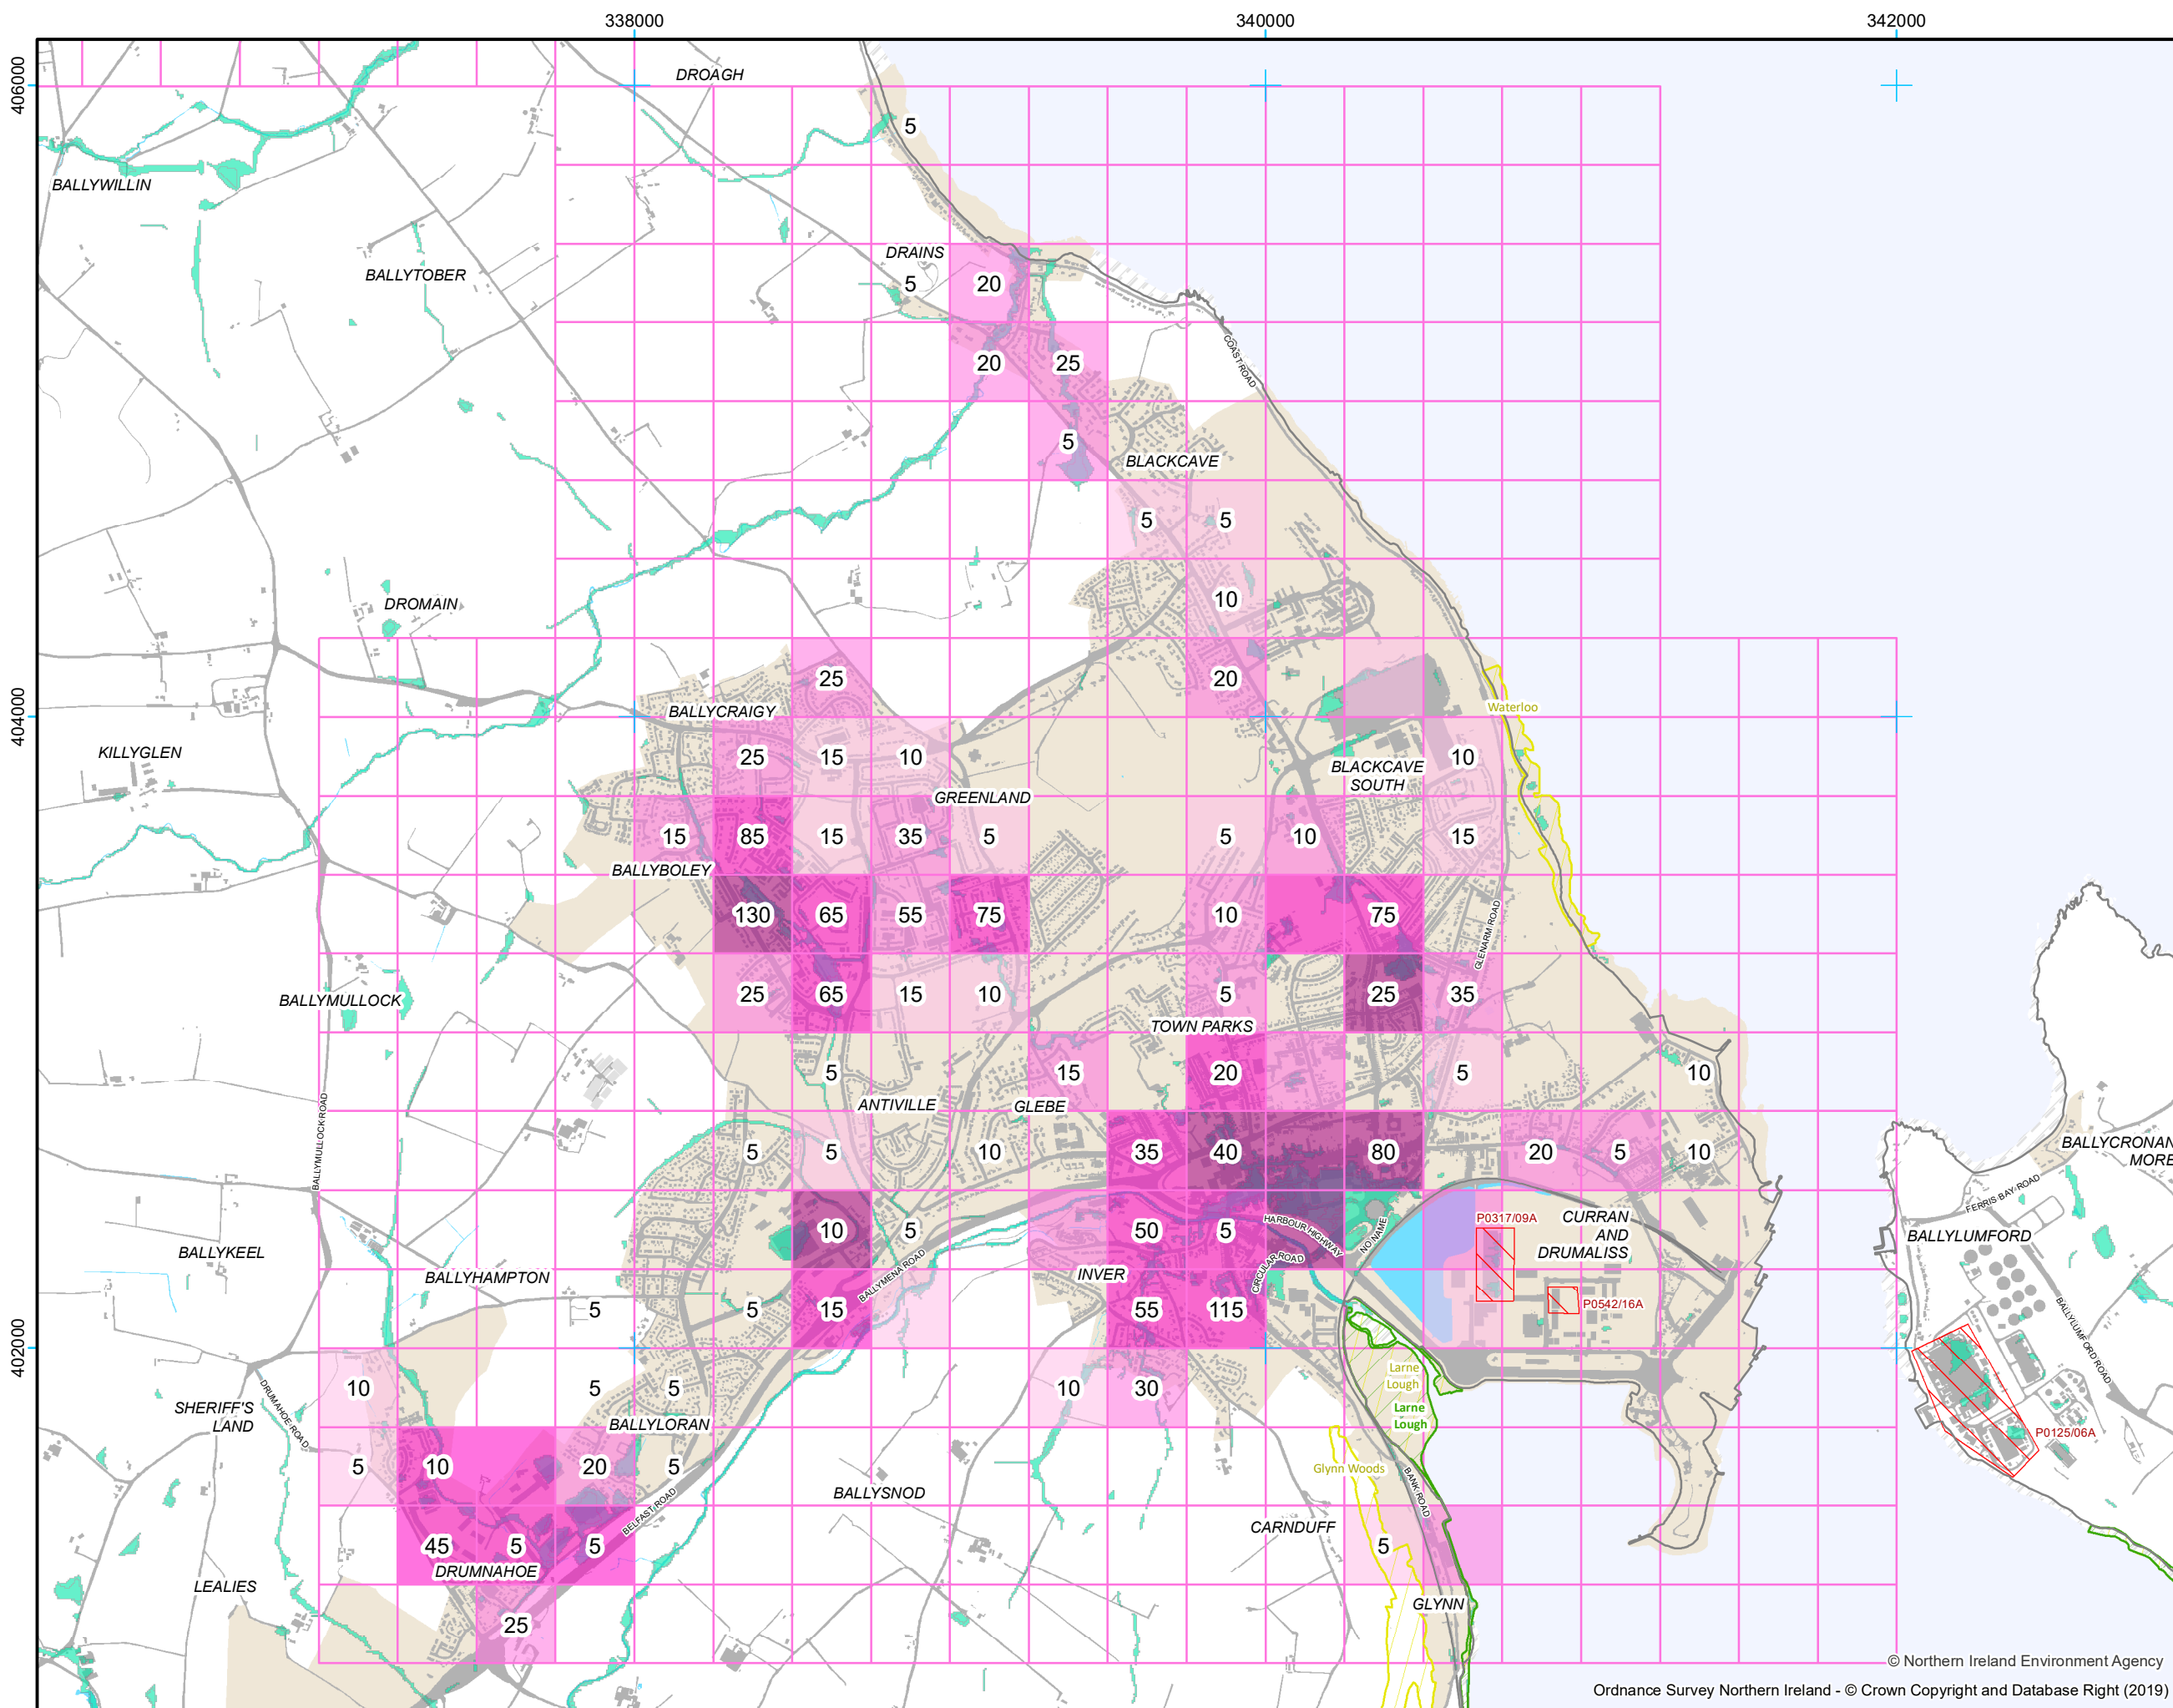 338000 340000 342000
406000
DROAGH
5
BALLYWILLIN
DRAINS
BALLYTOBER
5 20
20 25
COAST ROAD
5
BLACKCAVE
5 5
DROMAIN
10
25 20
404000
Waterloo
BALLYCRAIGY
KILLYGLEN
25 15 10 10
BLACKCAVE
SOUTH
GREENLAND
15 85 15 35 5 5 10 15
BALLYBOLEY
130 65 55 75 10 75
GLENARM ROAD
25 65 15 10 5 25 35
BALLYMULLOCK
TOWN PARKS
5 15 20 5 10
ANTIVILLE GLEBE
BALLYMULLOCK ROAD
5 5 10 35 40 80 20 5 10
BALLYCRONAN
MORE
FERRIS BAY ROAD
10 5 50 5
HARBOUR HIGHWAY
NO NAME
P0317/09A
CURRAN
AND
DRUMALISS
BALLYLUMFORD
BALLYKEEL
BALLYMENA ROAD
CIRCULAR ROAD
BALLYHAMPTON
INVER
5 5 15 55 115
P0542/16A
BALLYLUMFORD ROAD
402000
10 5 5 10 30
Larne
Lough
Larne
Lough
DRUMAHOE ROAD
SHERIFF'S
LAND
BALLYLORAN
P0125/06A
5 10 20 5
Glynn Woods
BANK ROAD
BALLYSNOD
BELFAST ROAD
CARNDUFF
45 5 5 5
DRUMNAHOE
LEALIES
GLYNN
25
© Northern Ireland Environment Agency
Ordnance Survey Northern Ireland - © Crown Copyright and Database Right (2019)